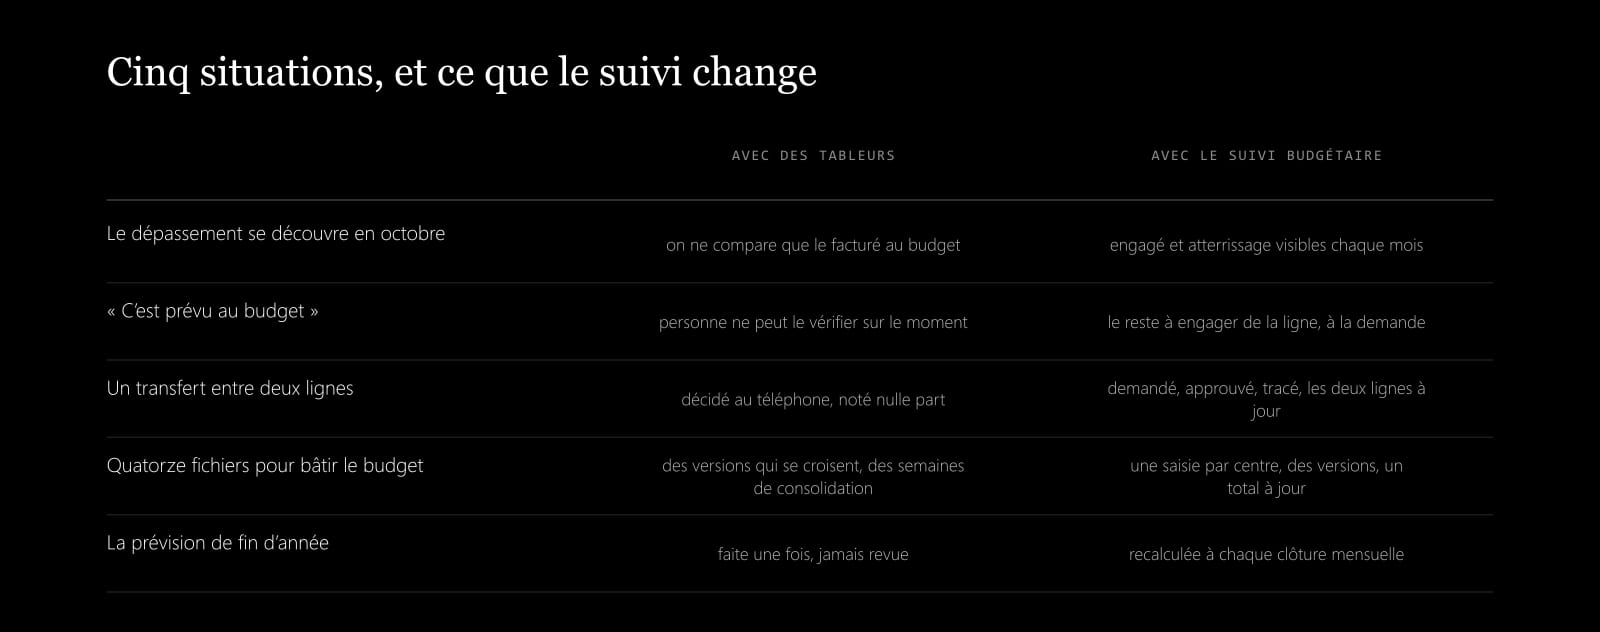 Cinq situations, et ce que le suivi change
AVEC DES TABLEURS
AVEC LE SUIVI BUDGÉTAIRE
Le dépassement se découvre en octobre
on ne compare que le facturé au budget
engagé et atterrissage visibles chaque mois
« C’est prévu au budget »
personne ne peut le vérifier sur le moment
le reste à engager de la ligne, à la demande
Un transfert entre deux lignes
décidé au téléphone, noté nulle part
demandé, approuvé, tracé, les deux lignes à
jour
Quatorze fichiers pour bâtir le budget
des versions qui se croisent, des semaines
de consolidation
une saisie par centre, des versions, un
total à jour
La prévision de fin d’année
faite une fois, jamais revue
recalculée à chaque clôture mensuelle